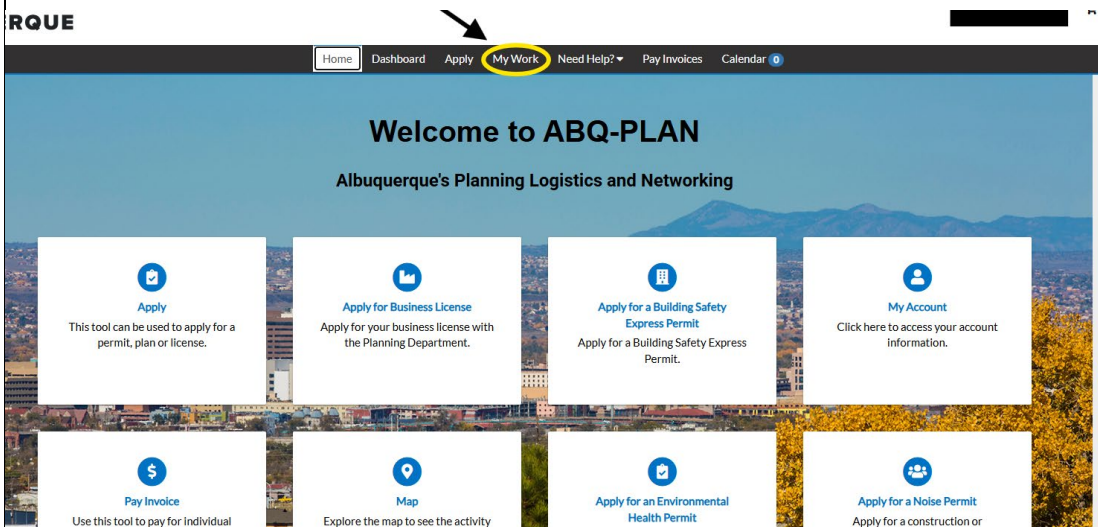 RQUE
Home Dashboard Apply My Work Need Help? Pay Invoices Calendar 0
Welcome to ABQ-PLAN
Albuquerque's Planning Logistics and Networking
Apply
This tool can be used to apply for a
permit, plan or license.
Apply for Business License
Apply for your business license with
the Planning Department.
Apply for a Building Safety
Express Permit
Apply for a Building Safety Express
Permit.
My Account
Click here to access your account
information.
Pay Invoice
Use this tool to pay for individual
Map
Explore the map to see the activity
Apply for an Environmental
Health Permit
Apply for a Noise Permit
Apply for a construction or